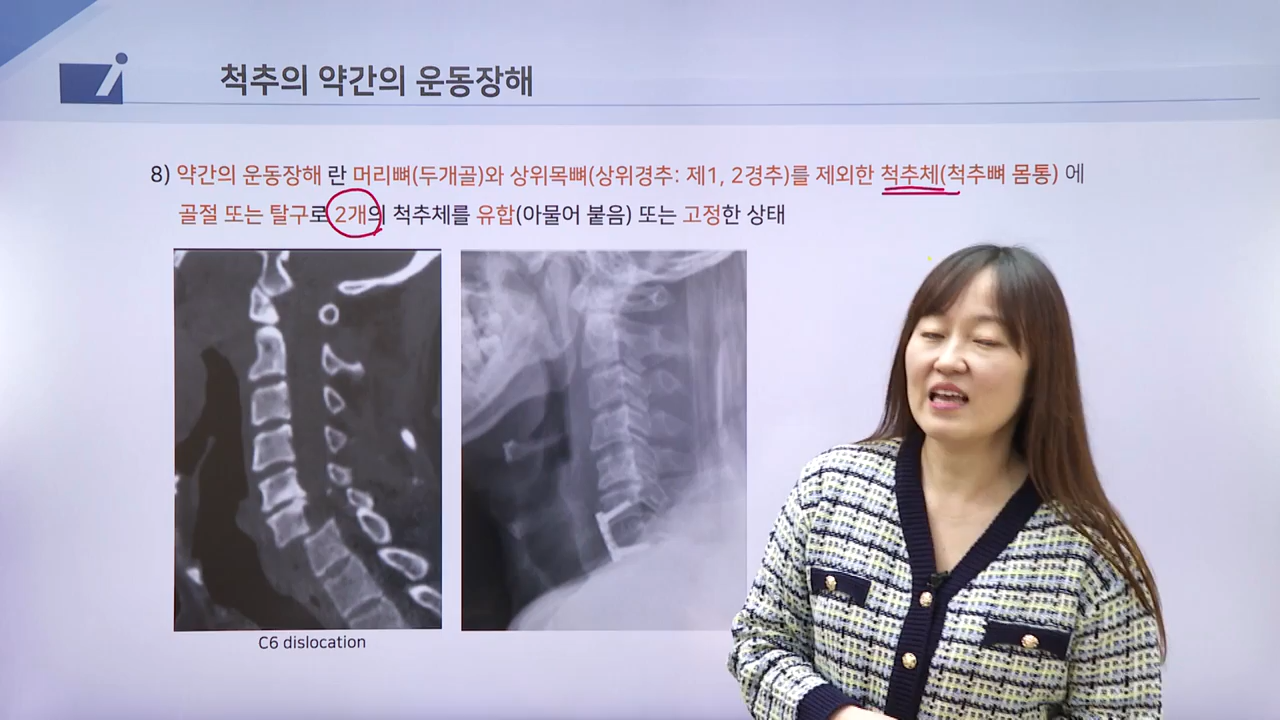 척추의 약간의 운동장해
8) 약간의 운동장해 란 머리뼈(두개골)와 상위목뼈(상위경추: 제1, 2경추)를 제외한 척추체(척추뼈 몸통) 에
골절 또는 탈구로 2개의 척추체를 유합(아물어 붙음) 또는 고정한 상태
C6 dislocation